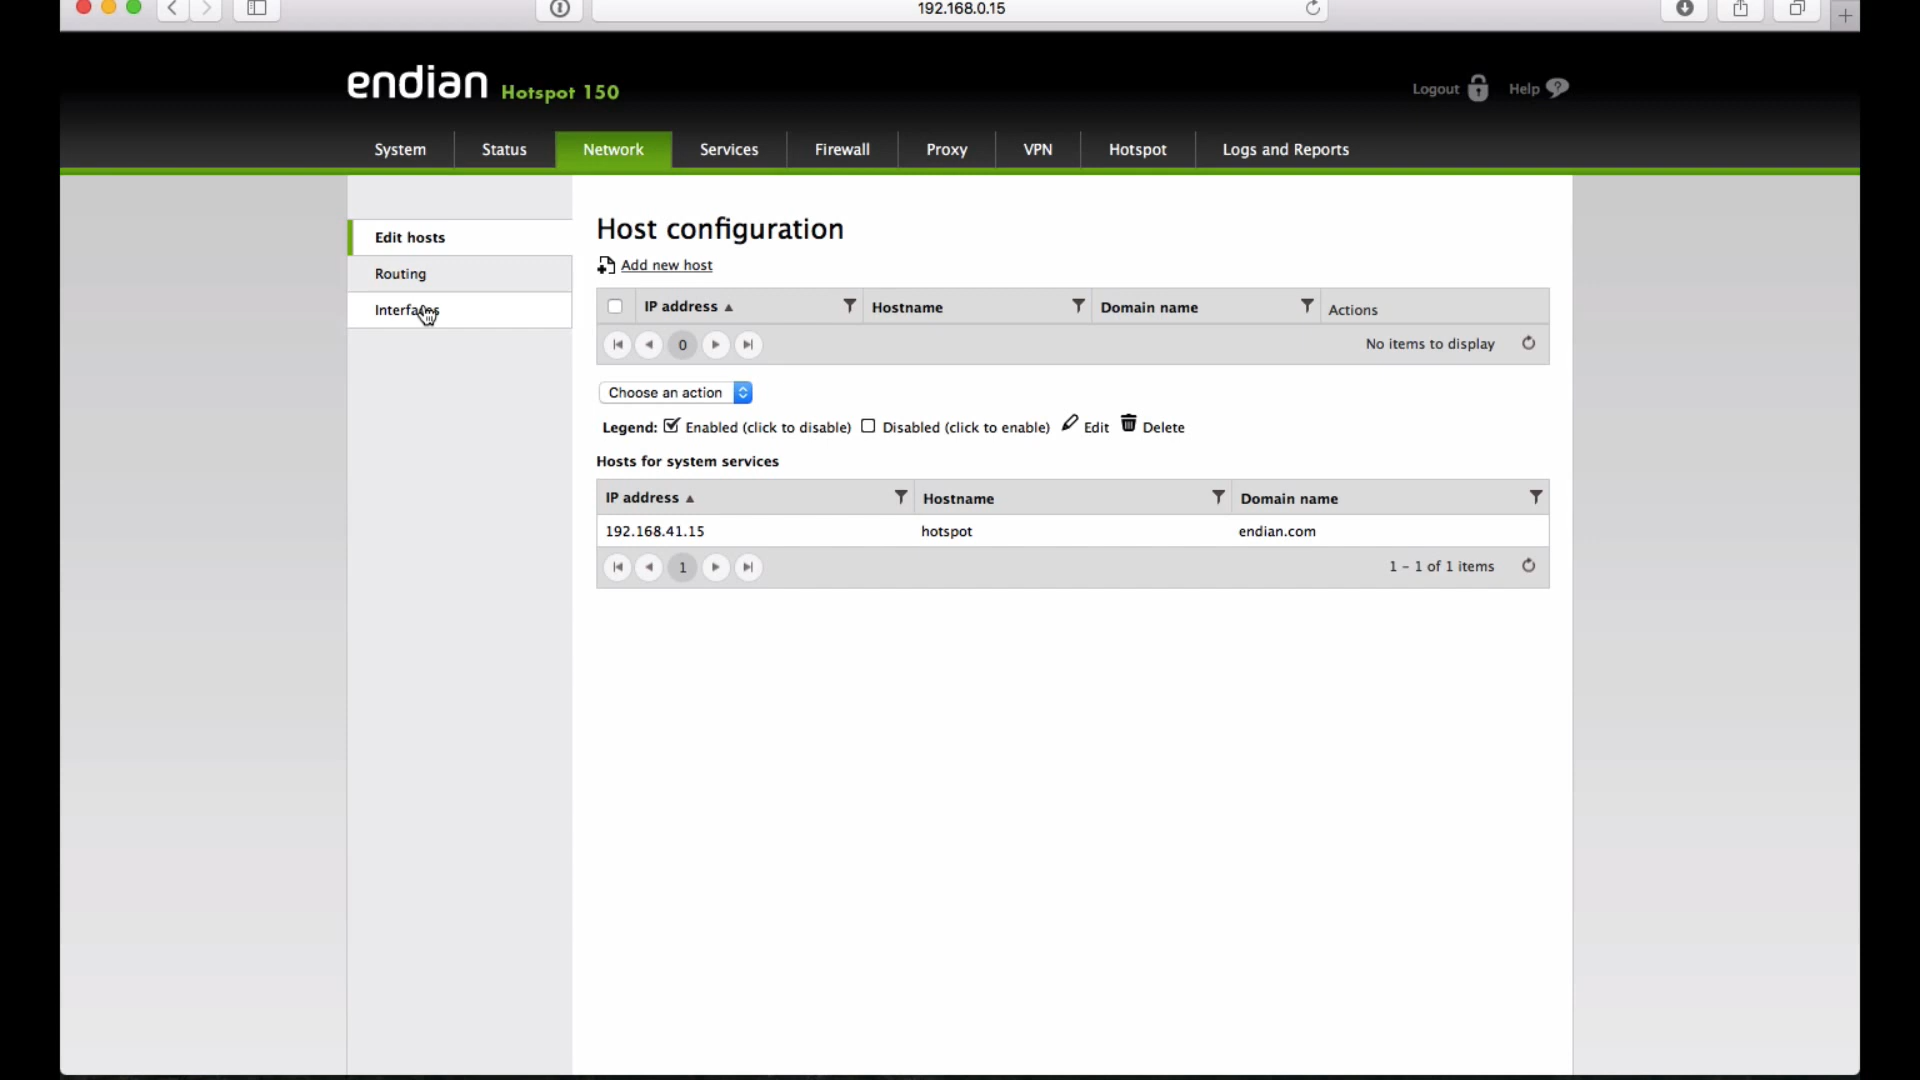 192.168.0.15
endian Hotspot 150
Logout Help
System Status Network Services Firewall Proxy VPN Hotspot Logs and Reports
Edit hosts
Routing
Interfaces
Host configuration
Add new host
IP address Hostname Domain name Actions
0 No items to display
Choose an action
Legend: Enabled (click to disable) Disabled (click to enable) Edit Delete
Hosts for system services
IP address Hostname Domain name
192.168.41.15 hotspot endian.com
1 1 - 1 of 1 items